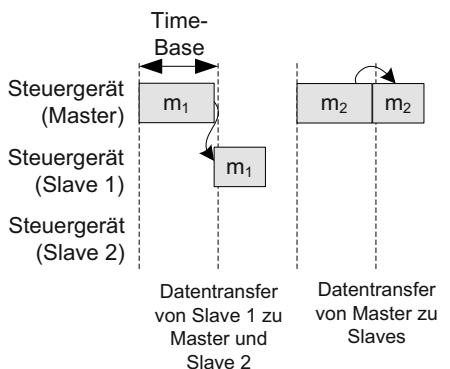 Time-
Base
Steuergerät
(Master)
m₁
m₂
m₂
Steuergerät
(Slave 1)
m₁
Steuergerät
(Slave 2)
Datentransfer
von Slave 1 zu
Master und
Slave 2
Datentransfer
von Master zu
Slaves